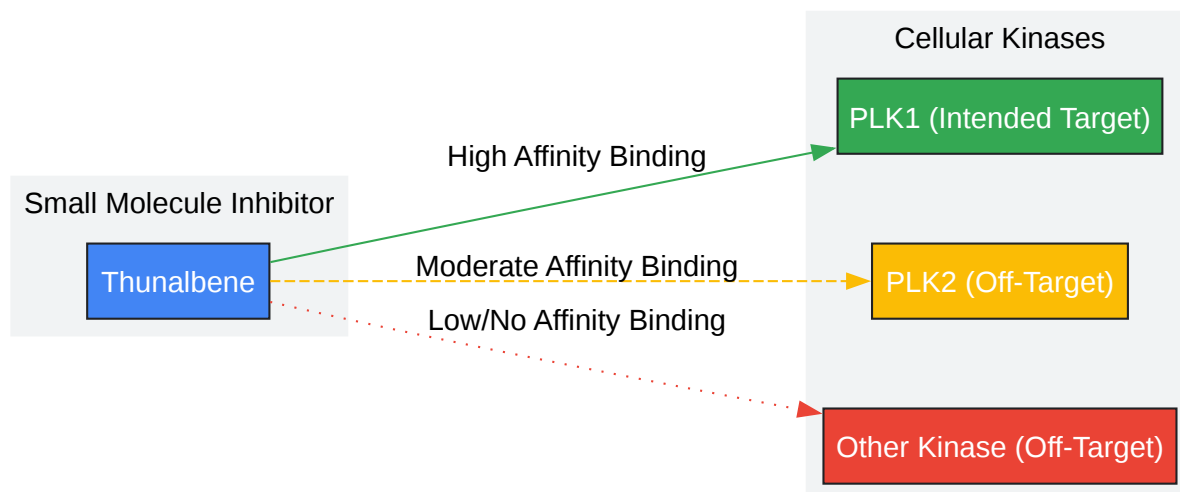 Cellular Kinases
PLK1 (Intended Target)
High Affinity Binding
Small Molecule Inhibitor
Thunalbene
Moderate Affinity Binding
PLK2 (Off-Target)
Low/No Affinity Binding
Other Kinase (Off-Target)